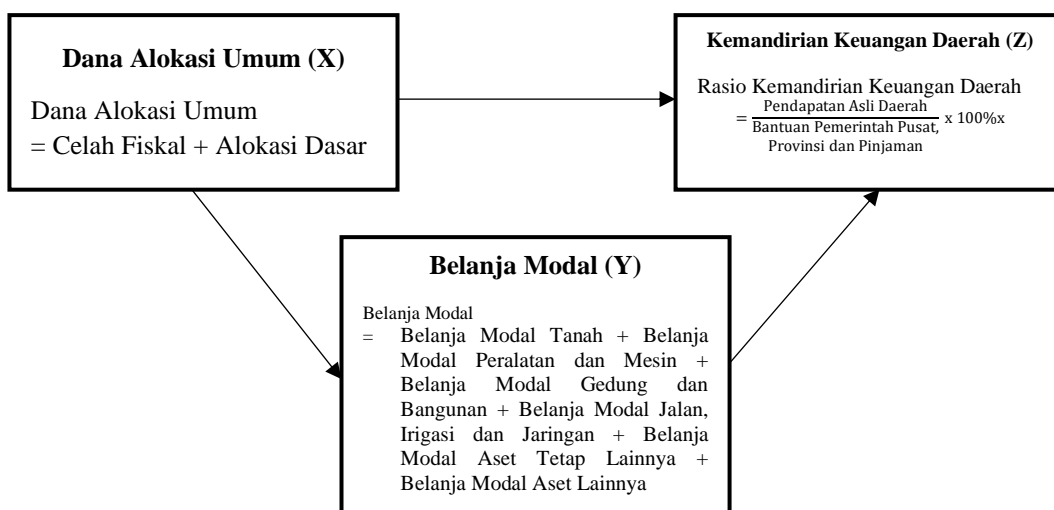 Dana Alokasi Umum (X)
Dana Alokasi Umum
= Celah Fiskal + Alokasi Dasar
Kemandirian Keuangan Daerah (Z)
Rasio Kemandirian Keuangan Daerah
= Pendapatan Asli Daerah
Bantuan Pemerintah Pusat, x 100%x
Provinsi dan Pinjaman
Belanja Modal (Y)
Belanja Modal
= Belanja Modal Tanah + Belanja
Modal Peralatan dan Mesin +
Belanja Modal Gedung dan
Bangunan + Belanja Modal Jalan,
Irigasi dan Jaringan + Belanja
Modal Aset Tetap Lainnya +
Belanja Modal Aset Lainnya